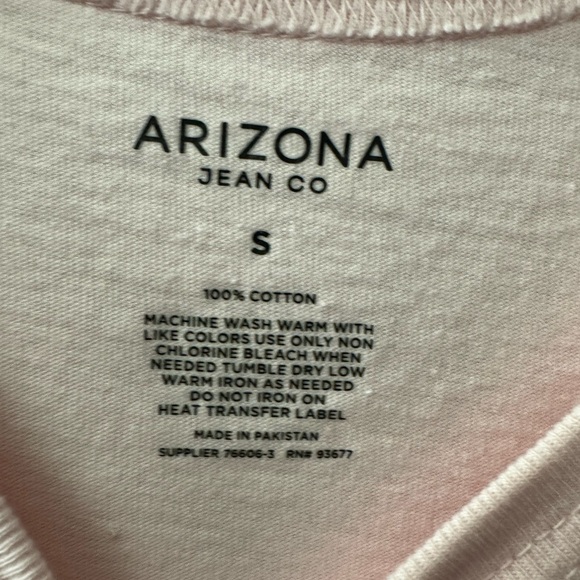 ARIZONA
JEAN CO
S
100% COTTON
MACHINE WASH WARM WITH
LIKE COLORS USE ONLY NON
CHLORINE BLEACH WHEN
NEEDED TUMBLE DRY LOW
WARM IRON AS NEEDED
DO NOT IRON ON
HEAT TRANSFER LABEL
MADE IN PAKISTAN
SUPPLIER 76606-3 RN# 93677